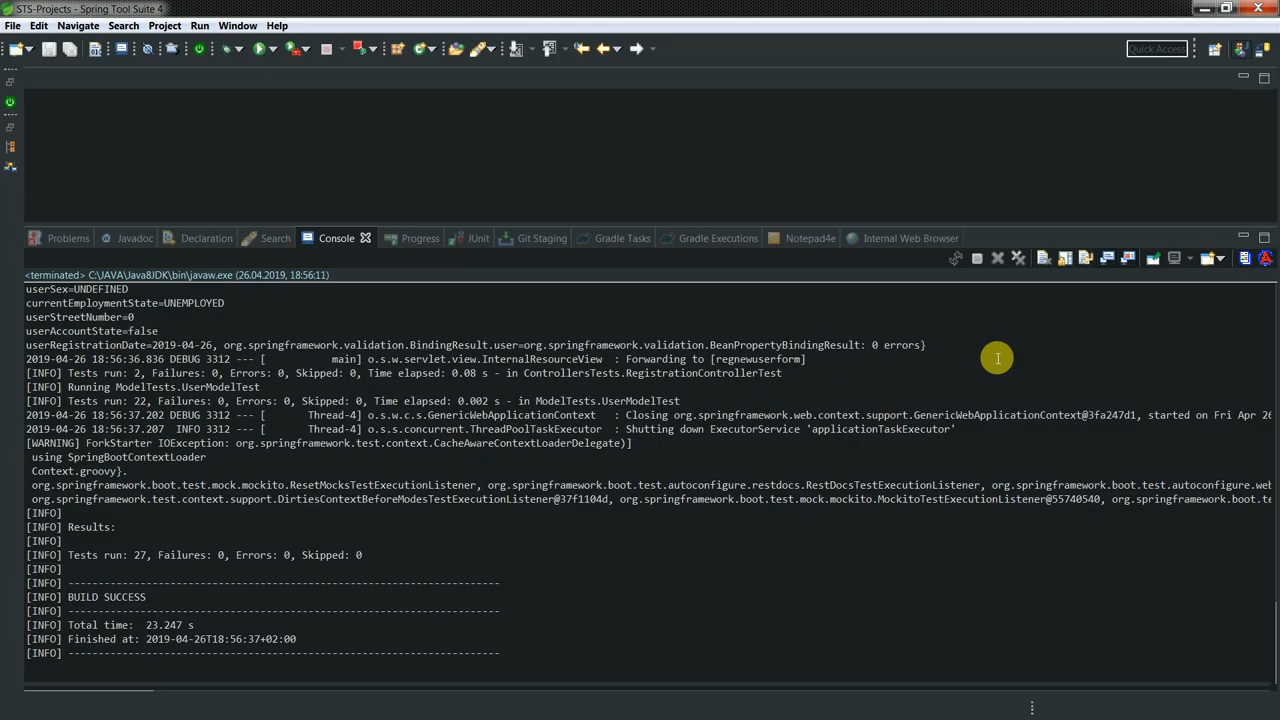 STS-Projects - Spring Tool Suite 4
File Edit Navigate Search Project Run Window Help
Quick Access
Problems Javadoc Declaration Search Console Progress JUnit Git Staging Gradle Tasks Gradle Executions Notepad4e Internal Web Browser
<terminated> C:\JAVA\Java8JDK\bin\javaw.exe (26.04.2019, 18:56:11)
userSex=UNDEFINED
currentEmploymentState=UNEMPLOYED
userStreetNumber=0
userAccountState=false
userRegistrationDate=2019-04-26, org.springframework.validation.BindingResult.user=org.springframework.validation.BeanPropertyBindingResult: 0 errors}
2019-04-26 18:56:36.836 DEBUG 3312 --- [           main] o.s.w.servlet.view.InternalResourceView  : Forwarding to [regnewuserform]
[INFO] Tests run: 2, Failures: 0, Errors: 0, Skipped: 0, Time elapsed: 0.08 s - in ControllersTests.RegistrationControllerTest
[INFO] Running ModelTests.UserModelTest
[INFO] Tests run: 22, Failures: 0, Errors: 0, Skipped: 0, Time elapsed: 0.002 s - in ModelTests.UserModelTest
2019-04-26 18:56:37.202 DEBUG 3312 --- [       Thread-4] o.s.w.c.s.GenericWebApplicationContext   : Closing org.springframework.web.context.support.GenericWebApplicationContext@3fa247d1, started on Fri Apr 26
2019-04-26 18:56:37.207  INFO 3312 --- [       Thread-4] o.s.s.concurrent.ThreadPoolTaskExecutor  : Shutting down ExecutorService 'applicationTaskExecutor'
[WARNING] ForkStarter IOException: org.springframework.test.context.CacheAwareContextLoaderDelegate)]
using SpringBootContextLoader
Context.groovy}.
org.springframework.boot.test.mock.mockito.ResetMocksTestExecutionListener, org.springframework.boot.test.autoconfigure.restdocs.RestDocsTestExecutionListener, org.springframework.boot.test.autoconfigure.web
org.springframework.test.context.support.DirtiesContextBeforeModesTestExecutionListener@37f1104d, org.springframework.boot.test.mock.mockito.MockitoTestExecutionListener@55740540, org.springframework.boot.te
[INFO]
[INFO] Results:
[INFO]
[INFO] Tests run: 27, Failures: 0, Errors: 0, Skipped: 0
[INFO]
[INFO] ------------------------------------------------------------------------
[INFO] BUILD SUCCESS
[INFO] ------------------------------------------------------------------------
[INFO] Total time:  23.247 s
[INFO] Finished at: 2019-04-26T18:56:37+02:00
[INFO] ------------------------------------------------------------------------